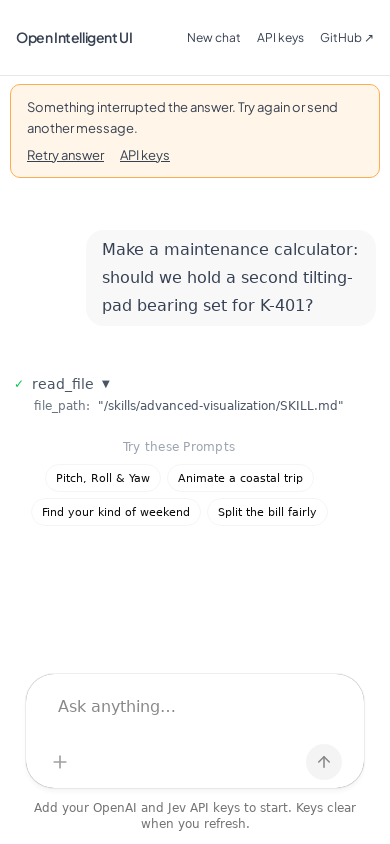 Open Intelligent UI
New chat API keys GitHub ↗
Something interrupted the answer. Try again or send
another message.
Retry answer API keys
Make a maintenance calculator:
should we hold a second tilting-
pad bearing set for K-401?
✓ read_file ▼
file_path: "/skills/advanced-visualization/SKILL.md"
Try these Prompts
Pitch, Roll & Yaw Animate a coastal trip
Find your kind of weekend Split the bill fairly
Ask anything...
Add your OpenAI and Jev API keys to start. Keys clear
when you refresh.